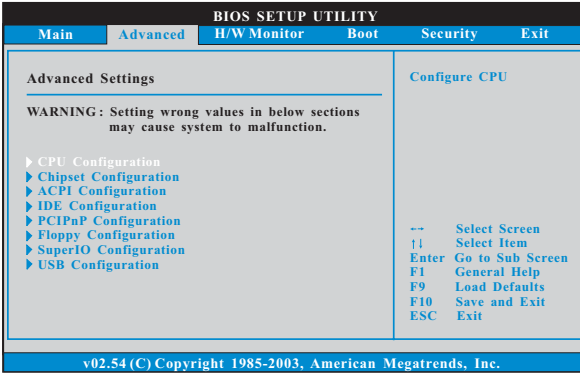 BIOS SETUP UTILITY
Main Advanced H/W Monitor Boot Security Exit
Advanced Settings
WARNING : Setting wrong values in below sections
may cause system to malfunction.
CPU Configuration
Chipset Configuration
ACPI Configuration
IDE Configuration
PCIPnP Configuration
Floppy Configuration
SuperIO Configuration
USB Configuration
Configure CPU
←→ Select Screen
↑↓ Select Item
Enter Go to Sub Screen
F1 General Help
F9 Load Defaults
F10 Save and Exit
ESC Exit
v02.54 (C) Copyright 1985-2003, American Megatrends, Inc.